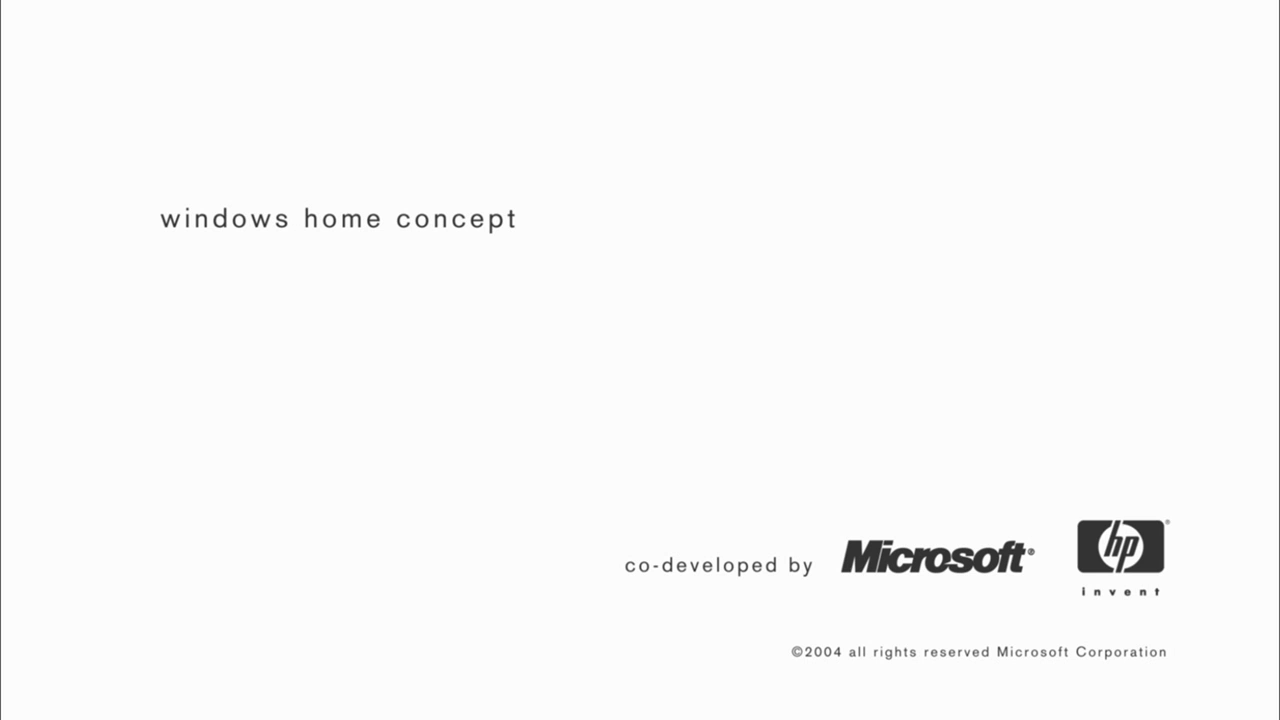 windows home concept
co-developed by Microsoft®
hp®
invent
©2004 all rights reserved Microsoft Corporation